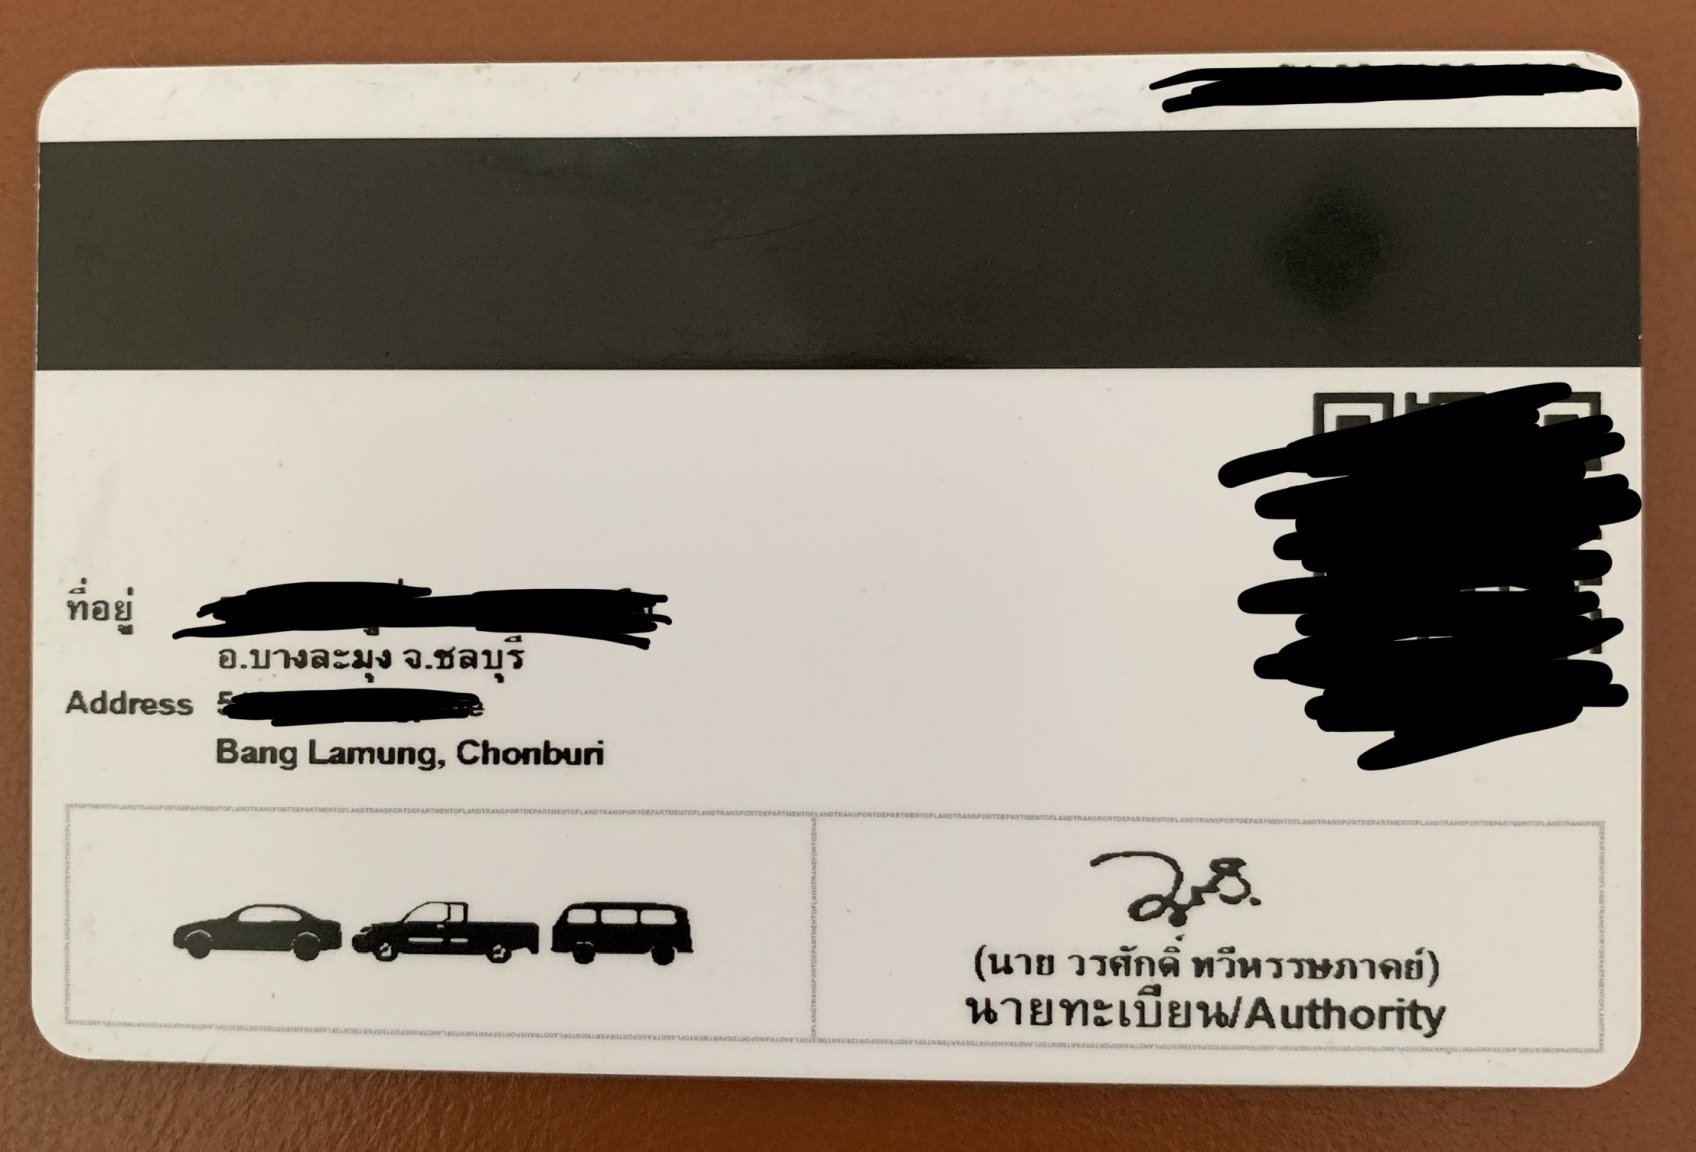 ที่อยู่
อ.บางละมุง จ.ชลบุรี
Address
Bang Lamung, Chonburi
DEPARTMENTOFLANDTRANSPORT
(นาย วรศักดิ์ ทวีหรรษภาคย์)
นายทะเบียน/Authority